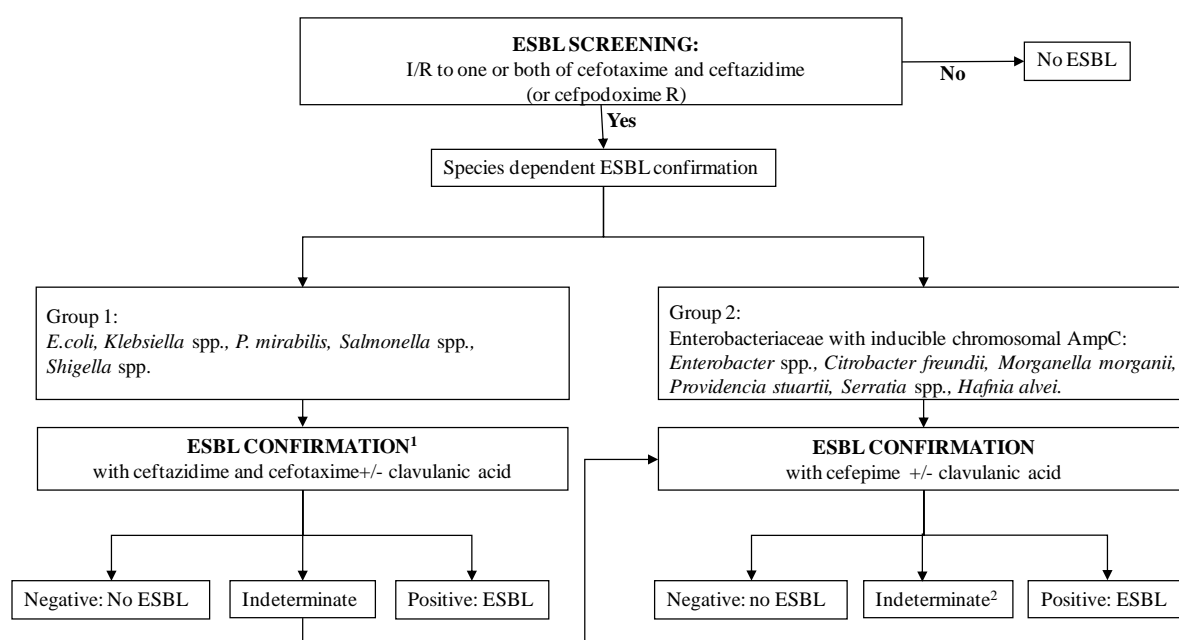 ESBL SCREENING:
I/R to one or both of cefotaxime and ceftazidime
(or cefpodoxime R)
No
No ESBL
Yes
Species dependent ESBL confirmation
Group 1:
E.coli, Klebsiella spp., P. mirabilis, Salmonella spp.,
Shigella spp.
Group 2:
Enterobacteriaceae with inducible chromosomal AmpC:
Enterobacter spp., Citrobacter freundii, Morganella morganii,
Providencia stuartii, Serratia spp., Hafnia alvei.
ESBL CONFIRMATION¹
with ceftazidime and cefotaxime+/- clavulanic acid
ESBL CONFIRMATION
with cefepime +/- clavulanic acid
Negative: No ESBL
Indeterminate
Positive: ESBL
Negative: no ESBL
Indeterminate²
Positive: ESBL